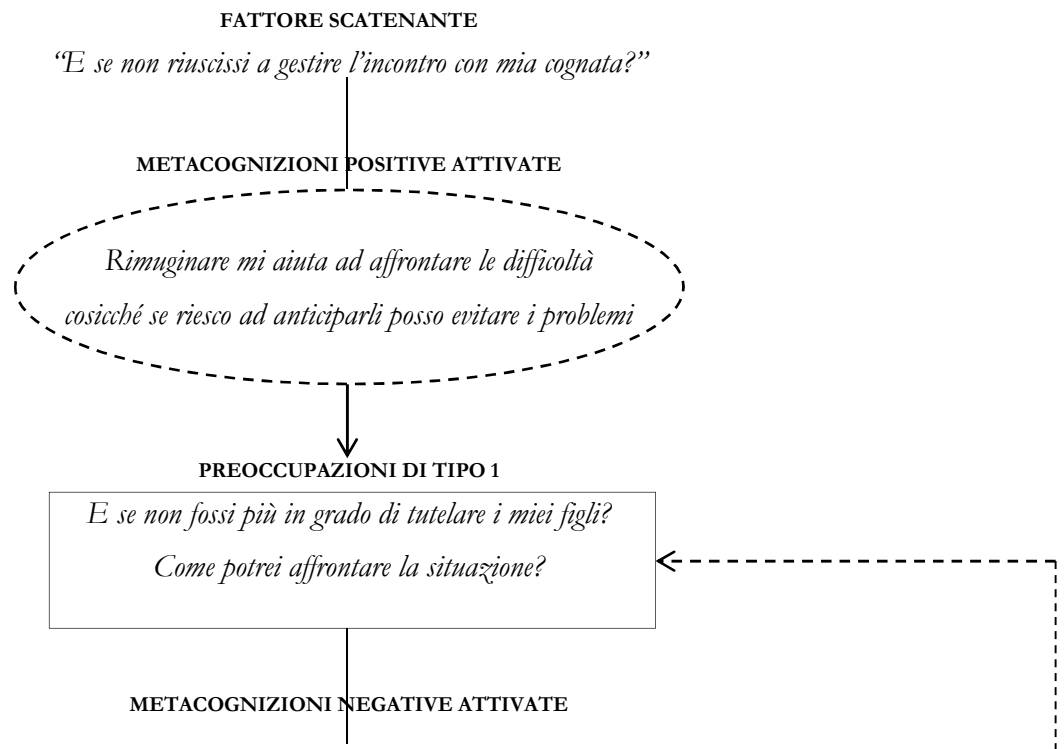 FATTORE SCATENANTE
“E se non riuscissi a gestire l’incontro con mia cognata?”
METACOGNIZIONI POSITIVE ATTIVATE
Rimuginare mi aiuta ad affrontare le difficoltà
cosicché se riesco ad anticiparli posso evitare i problemi
PREOCCUPAZIONI DI TIPO 1
E se non fossi più in grado di tutelare i miei figli?
Come potrei affrontare la situazione?
METACOGNIZIONI NEGATIVE ATTIVATE